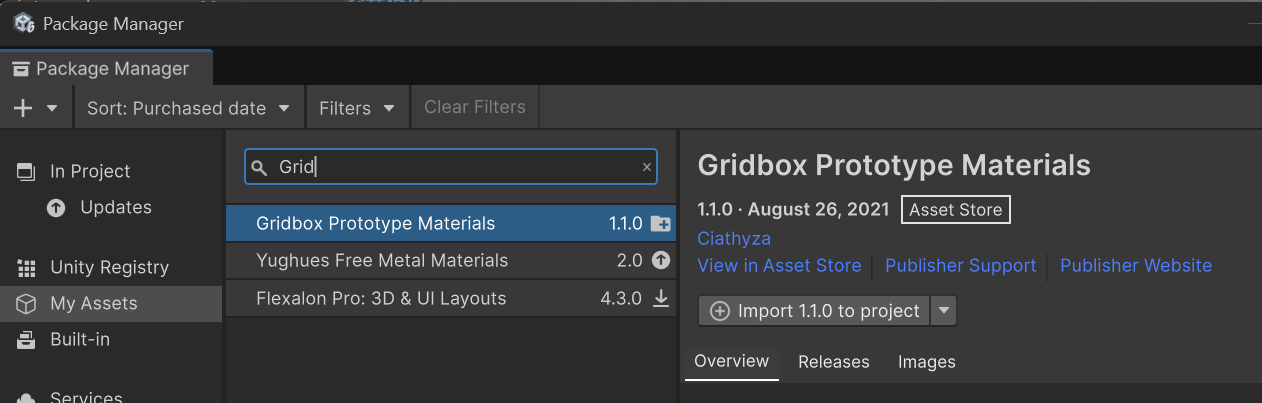 Package Manager
Package Manager
Sort: Purchased date
Filters
Clear Filters
In Project
Updates
Unity Registry
My Assets
Built-in
Services
Grid
Gridbox Prototype Materials 1.1.0
Yughues Free Metal Materials 2.0
Flexalon Pro: 3D & UI Layouts 4.3.0
Gridbox Prototype Materials
1.1.0 · August 26, 2021 Asset Store
Ciathyza
View in Asset Store Publisher Support Publisher Website
Import 1.1.0 to project
Overview Releases Images